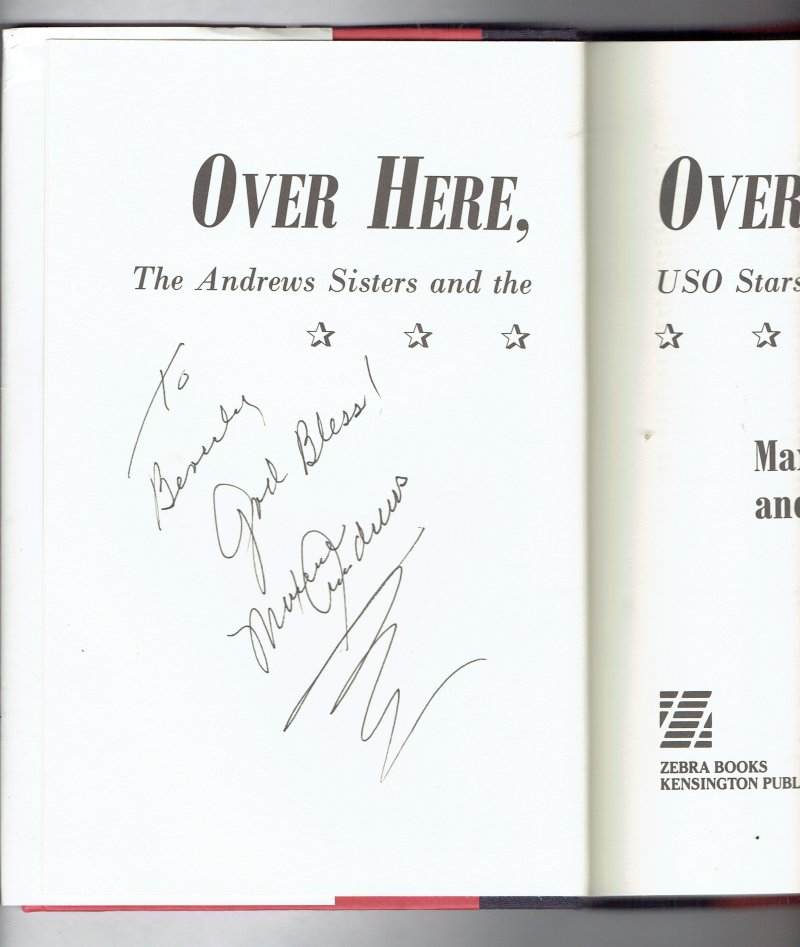 OVER HERE,
The Andrews Sisters and the
To
Beverly
God Bless!
Maxene Andrews
OVER
USO Stars
Max
and
ZEBRA BOOKS
KENSINGTON PUBL